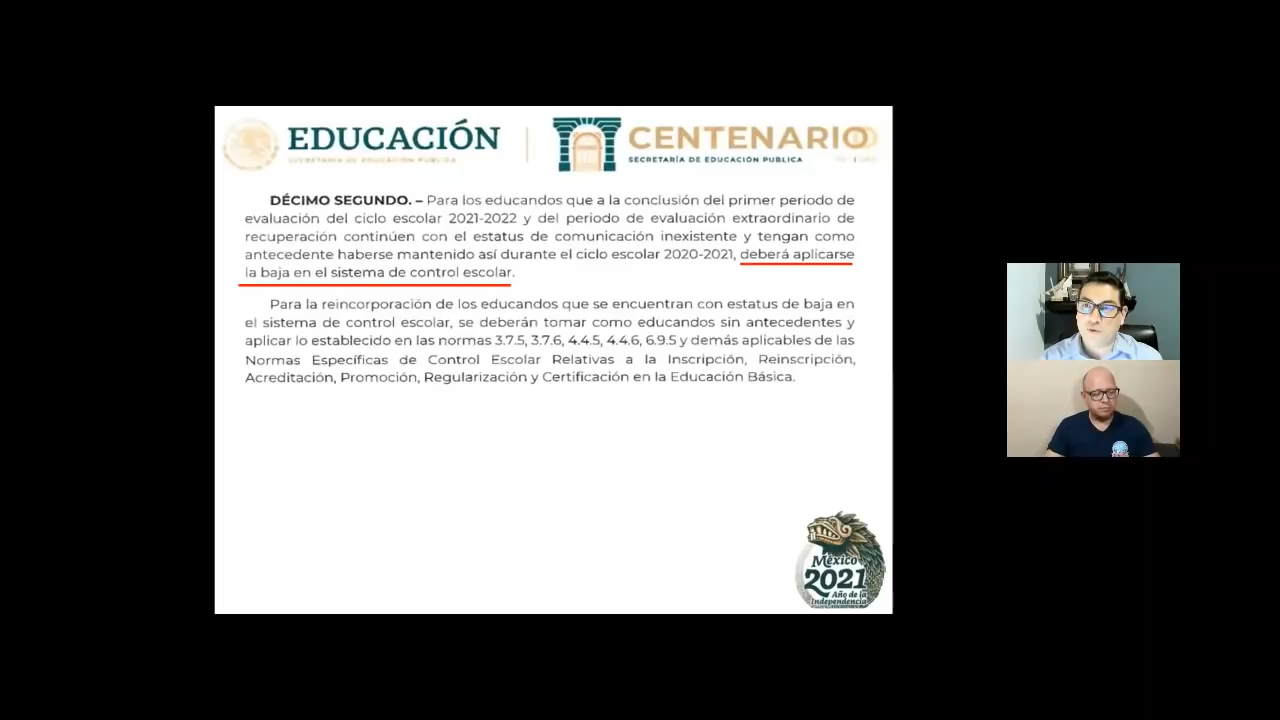 EDUCACIÓN
SECRETARÍA DE EDUCACIÓN PÚBLICA
CENTENARIO
SECRETARÍA DE EDUCACIÓN PUBLICA
DÉCIMO SEGUNDO. – Para los educandos que a la conclusión del primer periodo de
evaluación del ciclo escolar 2021-2022 y del periodo de evaluación extraordinario de
recuperación continúen con el estatus de comunicación inexistente y tengan como
antecedente haberse mantenido así durante el ciclo escolar 2020-2021, deberá aplicarse
la baja en el sistema de control escolar.
Para la reincorporación de los educandos que se encuentran con estatus de baja en
el sistema de control escolar, se deberán tomar como educandos sin antecedentes y
aplicar lo establecido en las normas 3.7.5, 3.7.6, 4.4.5, 4.4.6, 6.9.5 y demás aplicables de las
Normas Específicas de Control Escolar Relativas a la Inscripción, Reinscripción,
Acreditación, Promoción, Regularización y Certificación en la Educación Básica.
México
2021
Año de la
Independencia